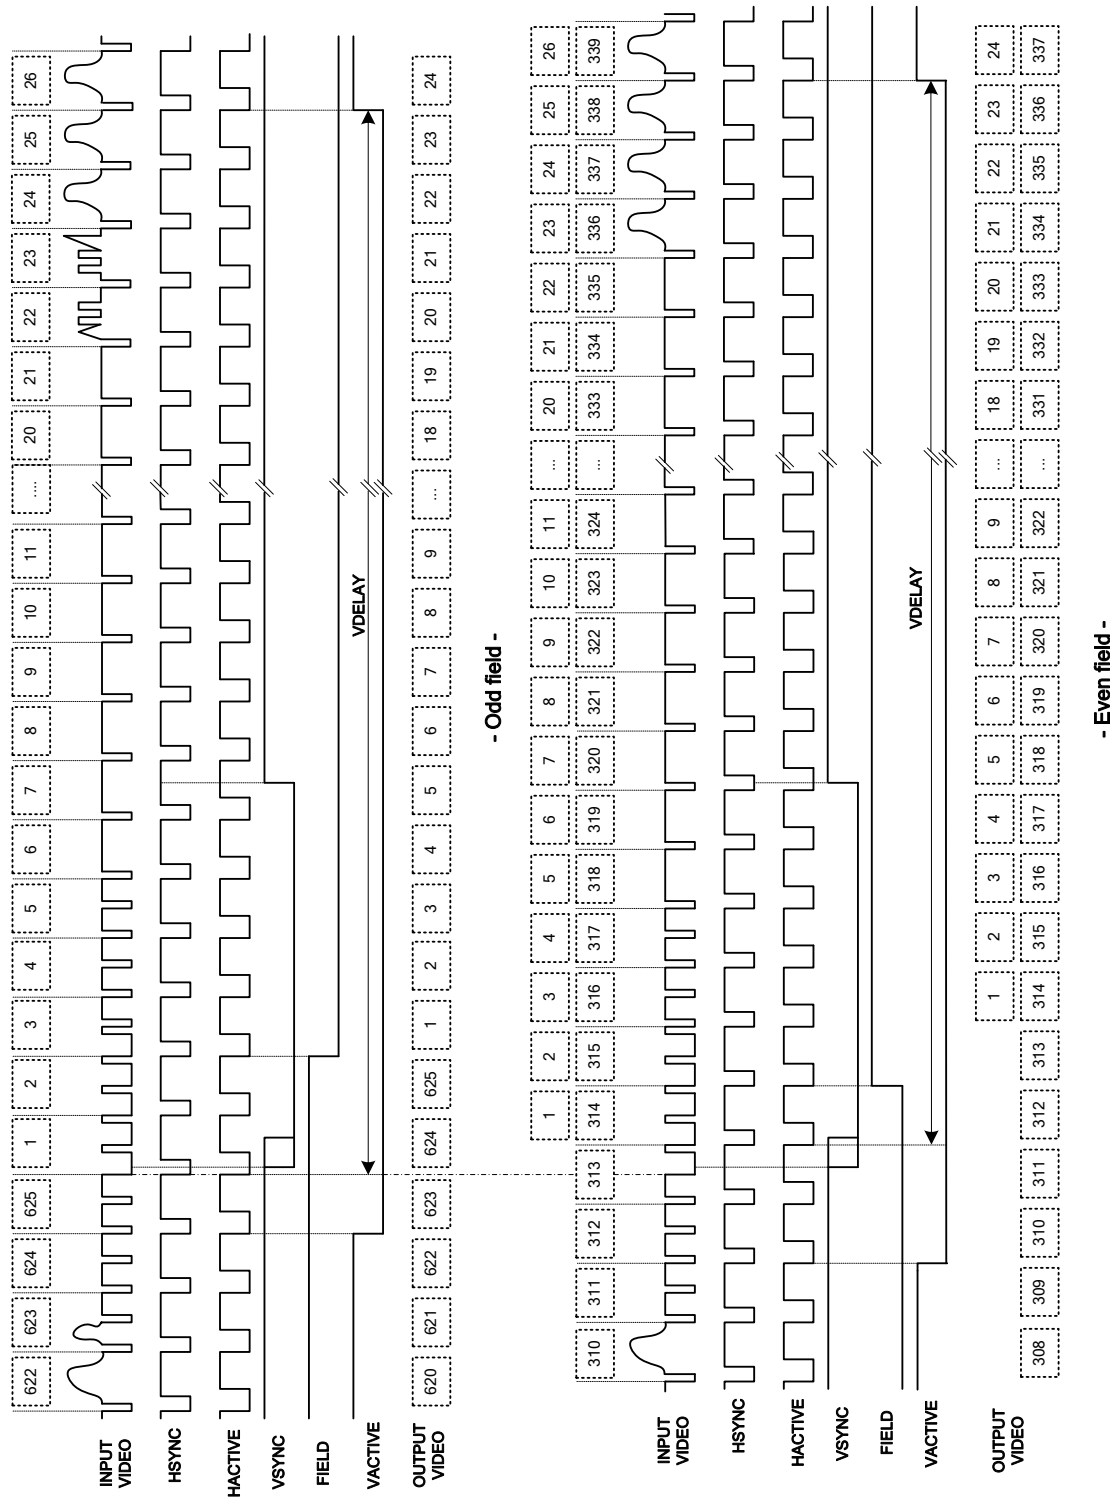 622 623 624 625 1 2 3 4 5 6 7 8 9 10 11 .... 20 21 22 23 24 25 26
INPUT
VIDEO
HSYNC
HACTIVE
VSYNC
FIELD
VDELAY
VACTIVE
OUTPUT
VIDEO
620 621 622 623 624 625 1 2 3 4 5 6 7 8 9 ... 18 19 20 21 22 23 24
- Odd field -
1 2 3 4 5 6 7 8 9 10 11 ... 20 21 22 23 24 25 26
310 311 312 313 314 315 316 317 318 319 320 321 322 323 324 ... 333 334 335 336 337 338 339
INPUT
VIDEO
HSYNC
HACTIVE
VSYNC
FIELD
VDELAY
VACTIVE
OUTPUT
VIDEO
1 2 3 4 5 6 7 8 9 ... 18 19 20 21 22 23 24
308 309 310 311 312 313 314 315 316 317 318 319 320 321 322 ... 331 332 333 334 335 336 337
- Even field -